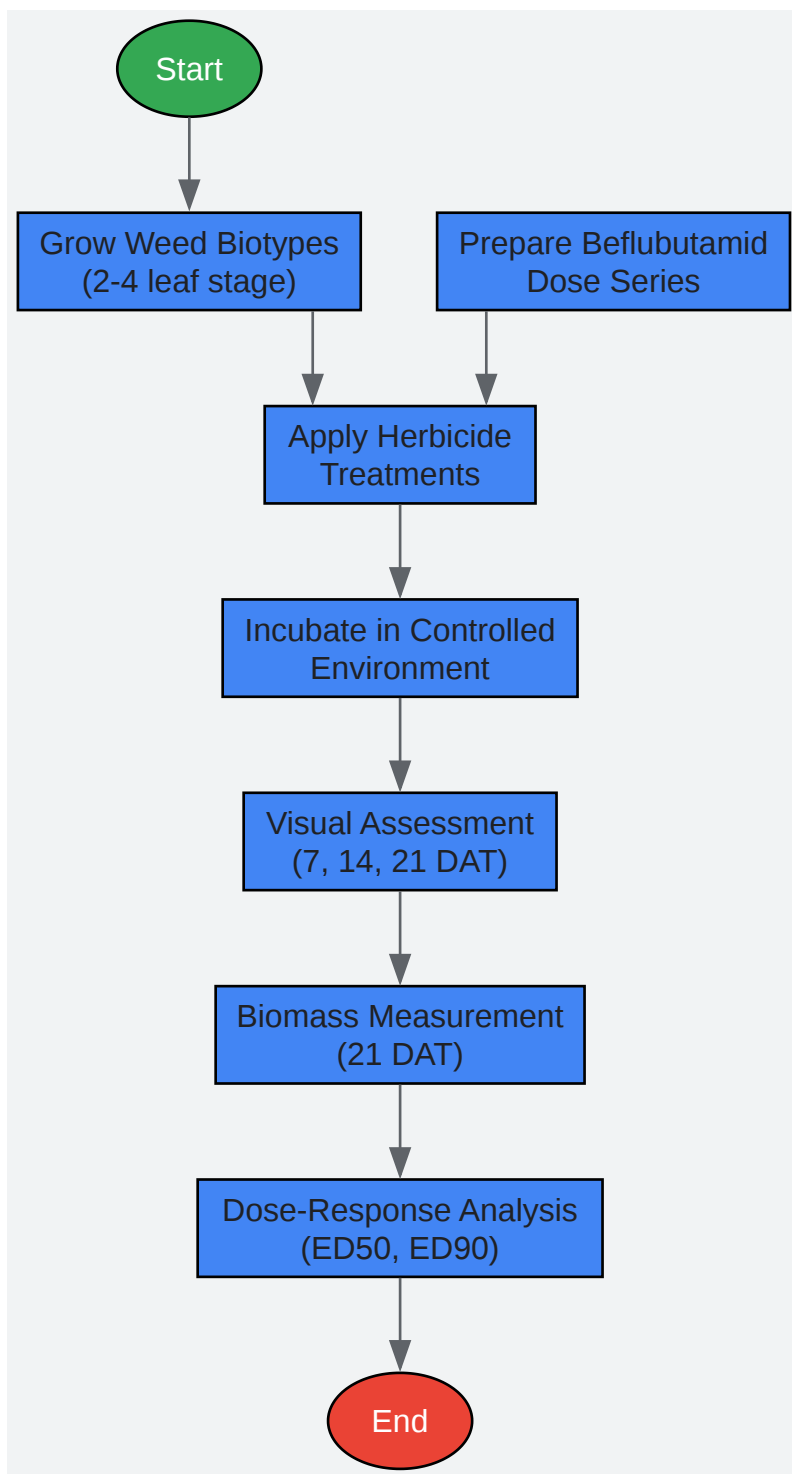 Start
Grow Weed Biotypes
(2-4 leaf stage)
Prepare Beflubutamid
Dose Series
Apply Herbicide
Treatments
Incubate in Controlled
Environment
Visual Assessment
(7, 14, 21 DAT)
Biomass Measurement
(21 DAT)
Dose-Response Analysis
(ED50, ED90)
End